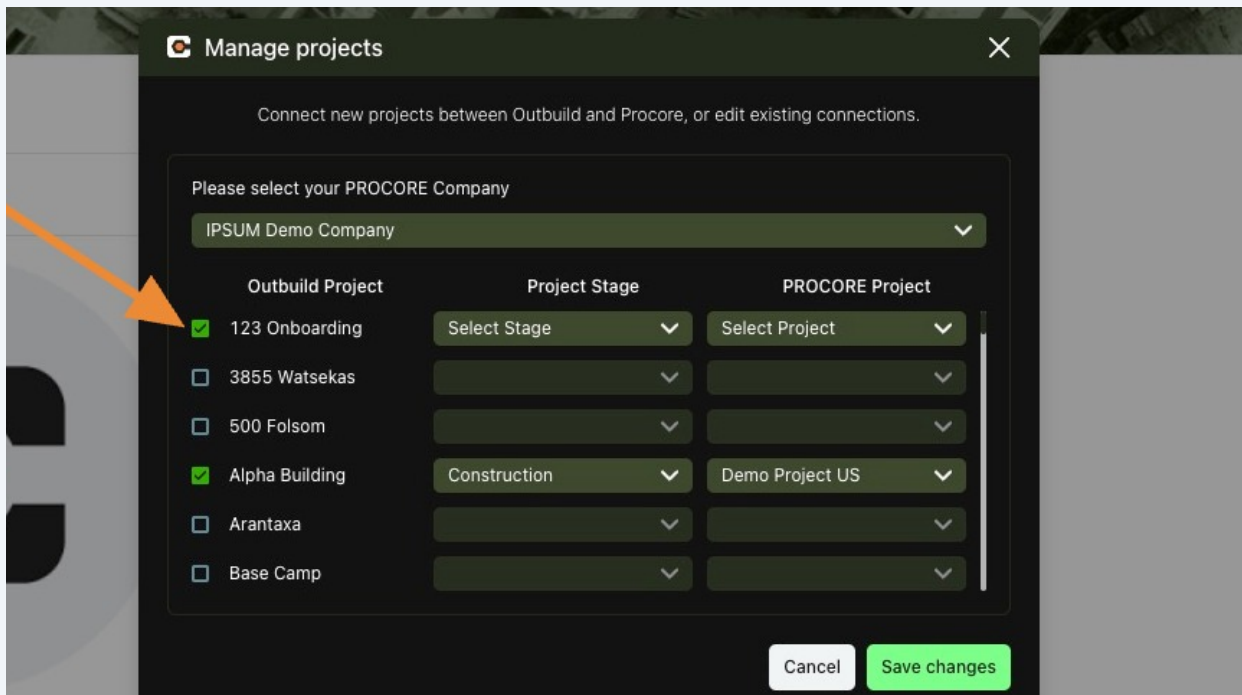 Manage projects
Connect new projects between Outbuild and Procore, or edit existing connections.
Please select your PROCORE Company
IPSUM Demo Company
Outbuild Project Project Stage PROCORE Project
123 Onboarding Select Stage Select Project
3855 Watsekas
500 Folsom
Alpha Building Construction Demo Project US
Arantaxa
Base Camp
Cancel Save changes